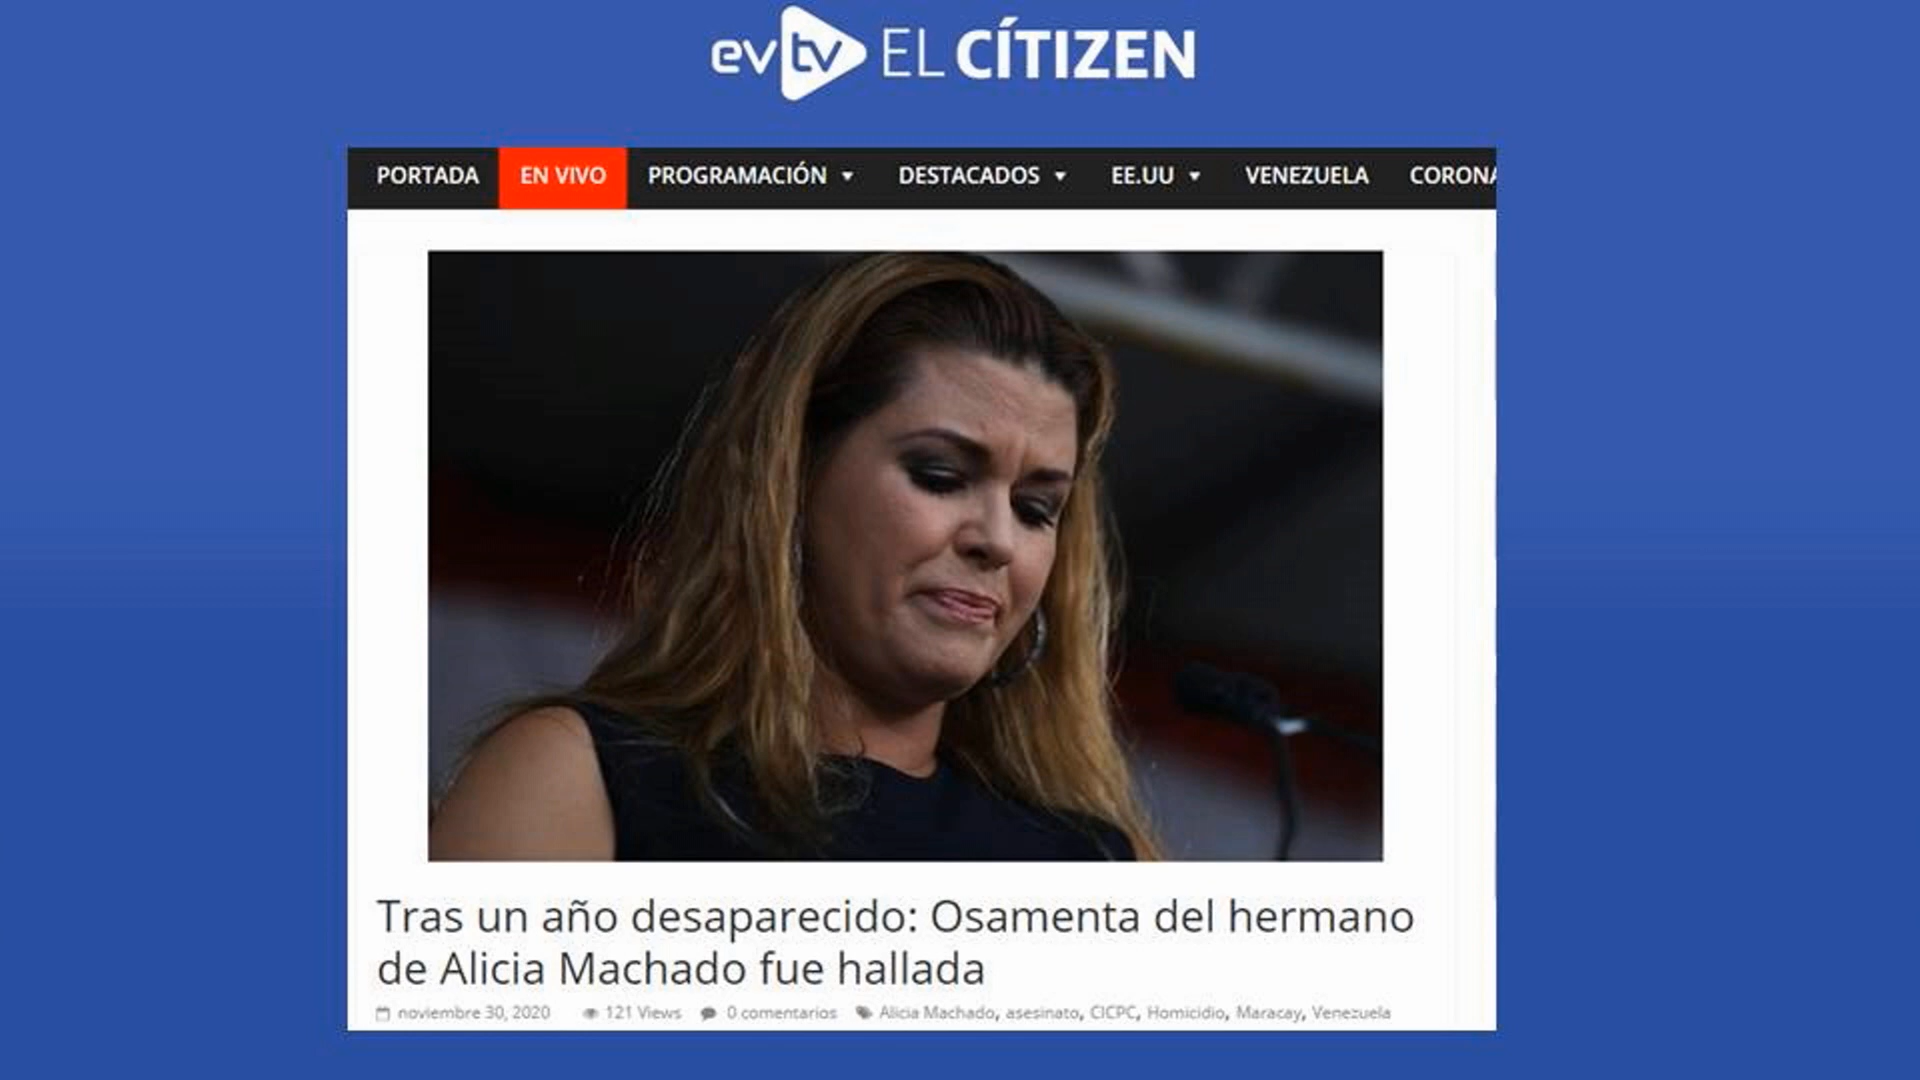 evtv EL CÍTIZEN
PORTADA EN VIVO PROGRAMACIÓN DESTACADOS EE.UU VENEZUELA CORONA
Tras un año desaparecido: Osamenta del hermano
de Alicia Machado fue hallada
noviembre 30, 2020 121 Views 0 comentarios Alicia Machado, asesinato, CICPC, Homicidio, Maracay, Venezuela